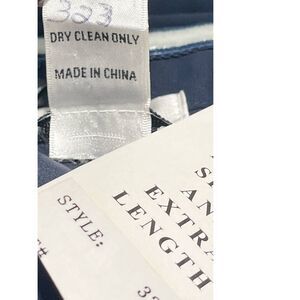 323
DRY CLEAN ONLY
MADE IN CHINA
EXTRA
LENGTH
STYLE: